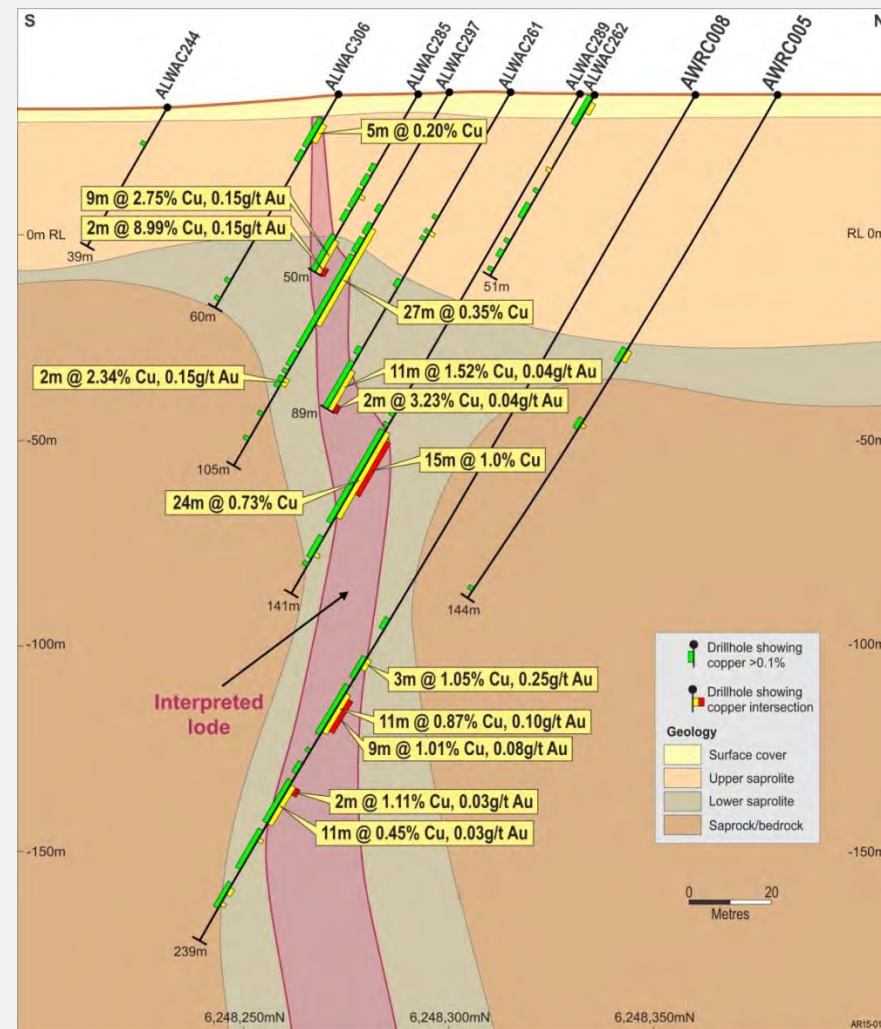 S
N
ALWAC244
ALWAC306
ALWAC285
ALWAC297
ALWAC261
ALWAC289
ALWAC262
AWRC008
AWRC005
5m @ 0.20% Cu
9m @ 2.75% Cu, 0.15g/t Au
2m @ 8.99% Cu, 0.15g/t Au
0m RL
RL 0m
39m
50m
51m
60m
27m @ 0.35% Cu
2m @ 2.34% Cu, 0.15g/t Au
11m @ 1.52% Cu, 0.04g/t Au
2m @ 3.23% Cu, 0.04g/t Au
89m
-50m
-50m
105m
15m @ 1.0% Cu
24m @ 0.73% Cu
141m
144m
-100m
-100m
Interpreted
lode
3m @ 1.05% Cu, 0.25g/t Au
11m @ 0.87% Cu, 0.10g/t Au
9m @ 1.01% Cu, 0.08g/t Au
2m @ 1.11% Cu, 0.03g/t Au
11m @ 0.45% Cu, 0.03g/t Au
Drillhole showing
copper >0.1%
Drillhole showing
copper intersection
Geology
Surface cover
Upper saprolite
Lower saprolite
Saprock/bedrock
-150m
-150m
0 20
Metres
239m
6,248,250mN
6,248,300mN
6,248,350mN